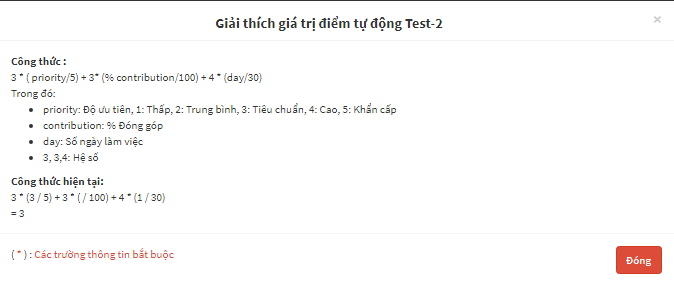 Giải thích giá trị điểm tự động Test-2
×
Công thức :
3 * ( priority/5) + 3* (% contribution/100) + 4 * (day/30)
Trong đó:
• priority: Độ ưu tiên, 1: Thấp, 2: Trung bình, 3: Tiêu chuẩn, 4: Cao, 5: Khẩn cấp
• contribution: % Đóng góp
• day: Số ngày làm việc
• 3, 3,4: Hệ số
Công thức hiện tại:
3 * (3 / 5) + 3 * ( / 100) + 4 * (1 / 30)
= 3
( * ) : Các trường thông tin bắt buộc
Đóng